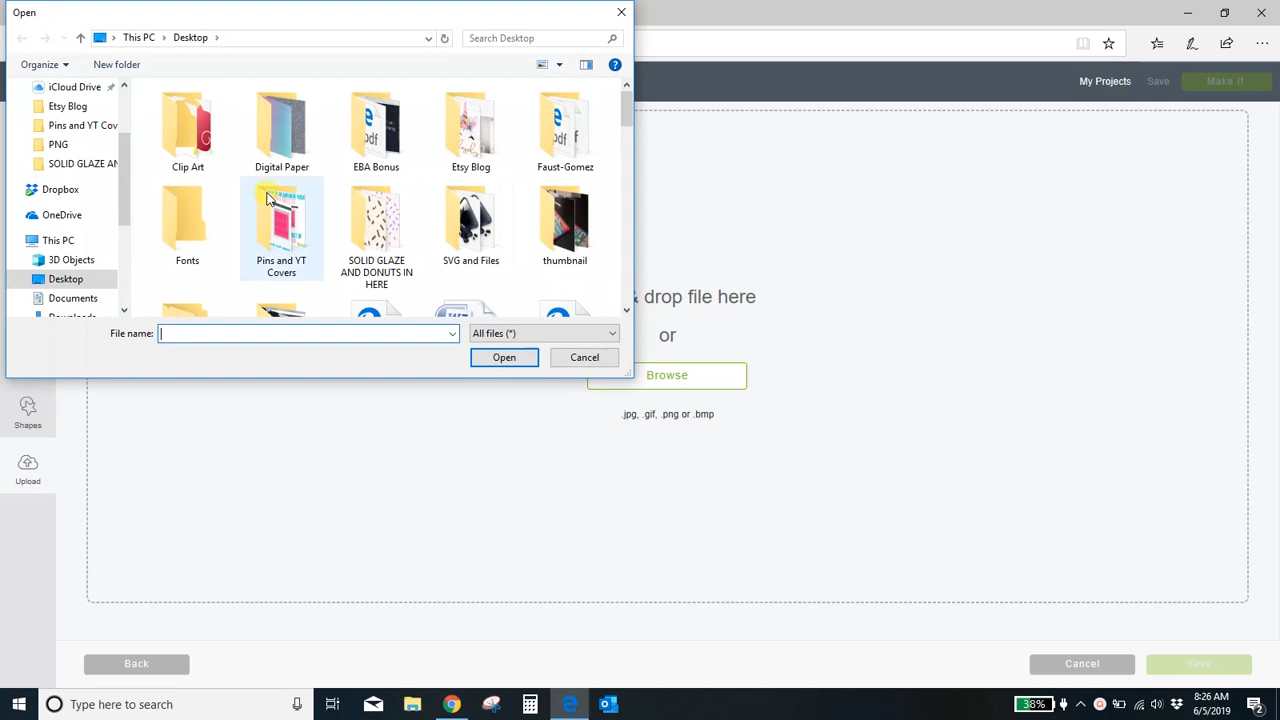 Open
This PC
Desktop
Search Desktop
Organize
New folder
iCloud Drive
Etsy Blog
Pins and YT Cov
PNG
SOLID GLAZE AN
Dropbox
OneDrive
This PC
3D Objects
Desktop
Documents
Clip Art
Digital Paper
EBA Bonus
Etsy Blog
Faust-Gomez
Fonts
Pins and YT
Covers
SOLID GLAZE
AND DONUTS IN
HERE
SVG and Files
thumbnail
File name:
All files (*)
Open
Cancel
My Projects
Save
Make It
& drop file here
or
Browse
.jpg, .gif, .png or .bmp
Shapes
Upload
Back
Cancel
Save
Type here to search
38%
8:26 AM
6/5/2019
2